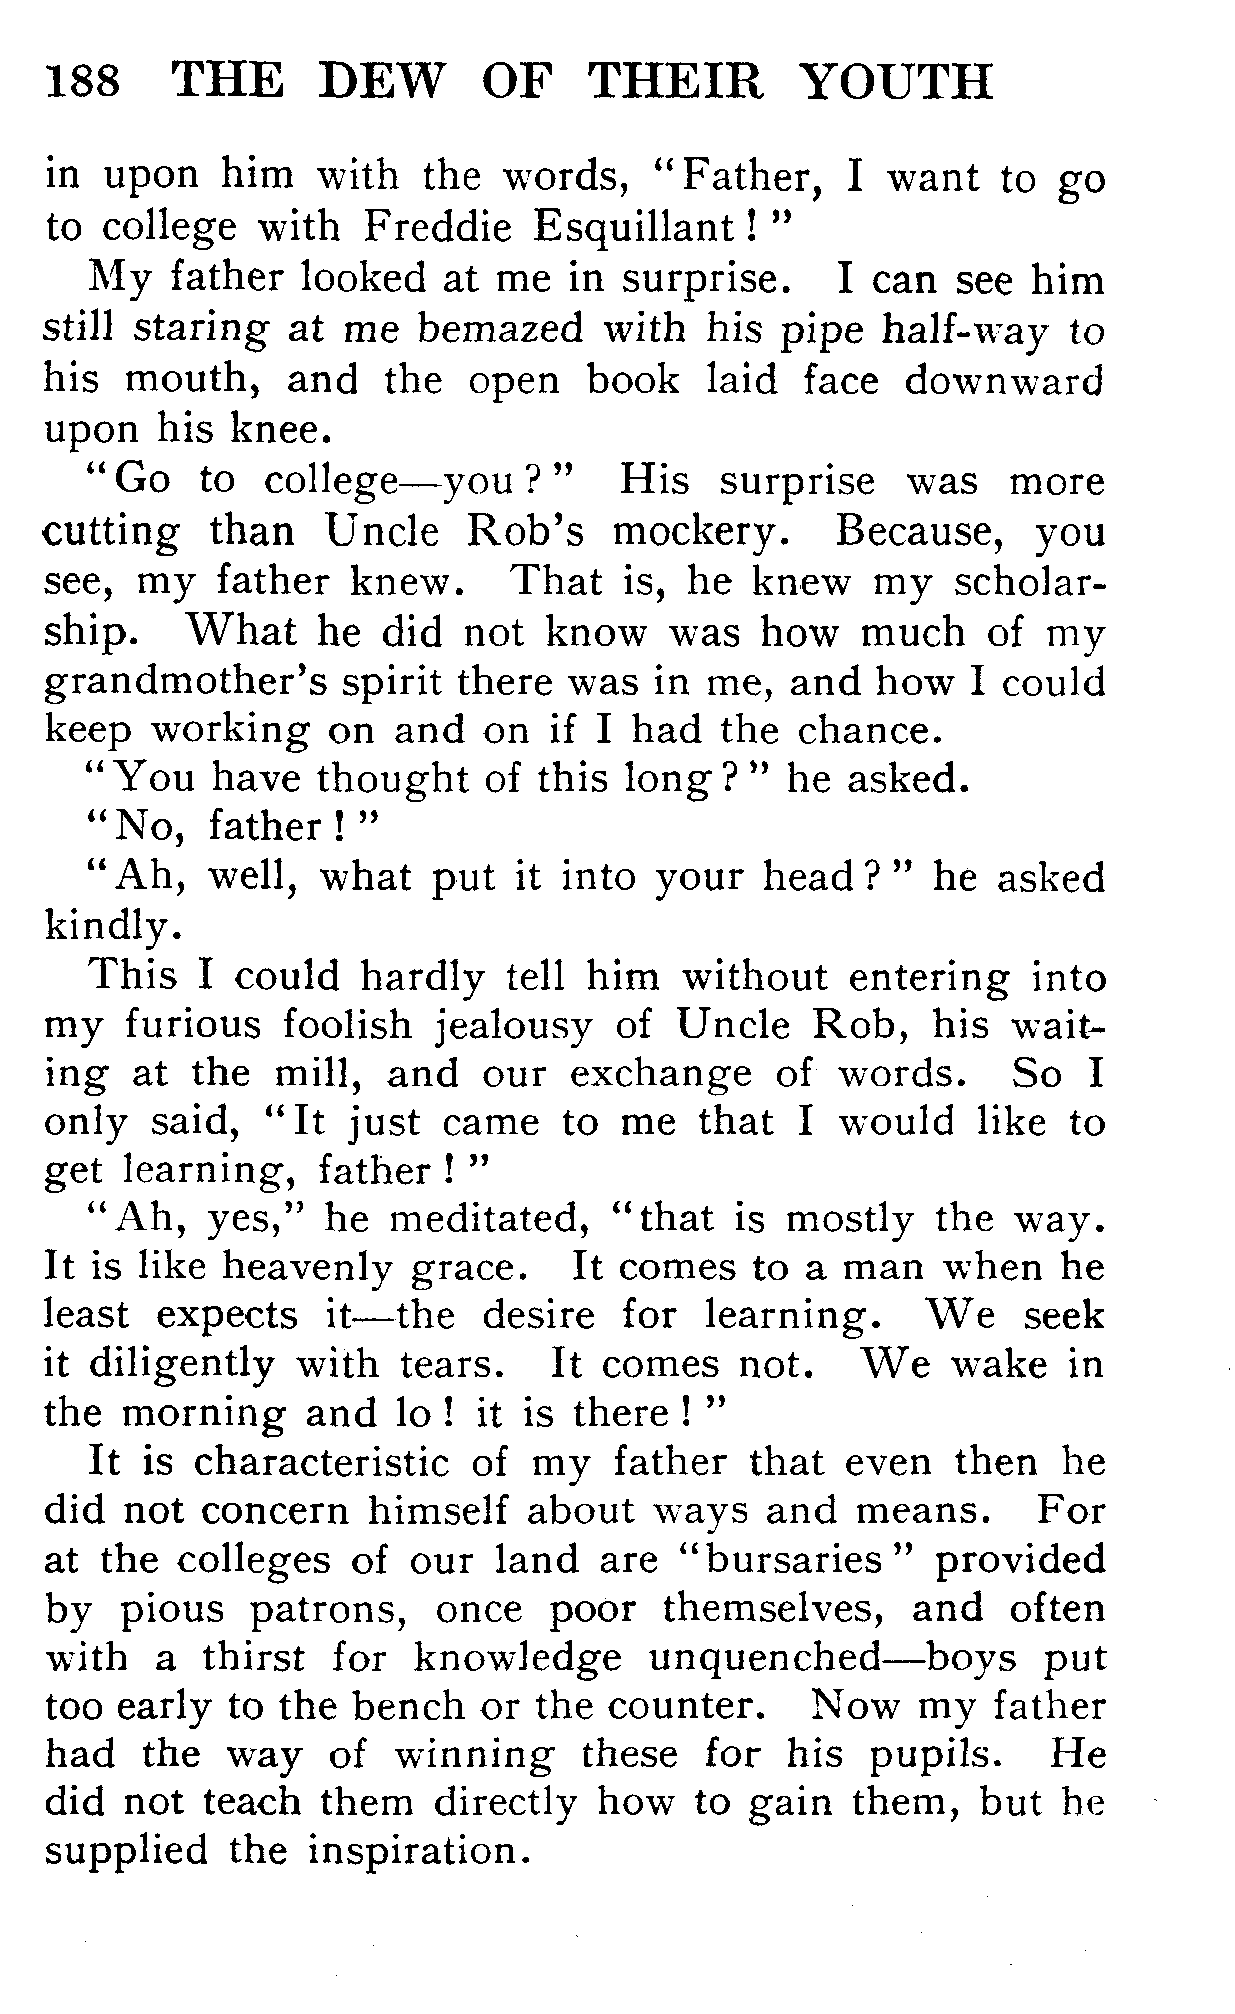 188 THE DEW OF THEIR YOUTH
in upon him with the words, “Father, I want to go
to college with Freddie Esquillant!”
My father looked at me in surprise. I can see him
still staring at me bemazed with his pipe half-way to
his mouth, and the open book laid face downward
upon his knee.
“Go to college—you?” His surprise was more
cutting than Uncle Rob’s mockery. Because, you
see, my father knew. That is, he knew my scholar-
ship. What he did not know was how much of my
grandmother’s spirit there was in me, and how I could
keep working on and on if I had the chance.
“You have thought of this long?” he asked.
“No, father!”
“Ah, well, what put it into your head?” he asked
kindly.
This I could hardly tell him without entering into
my furious foolish jealousy of Uncle Rob, his wait-
ing at the mill, and our exchange of words. So I
only said, “It just came to me that I would like to
get learning, father!”
“Ah, yes,” he meditated, “that is mostly the way.
It is like heavenly grace. It comes to a man when he
least expects it—the desire for learning. We seek
it diligently with tears. It comes not. We wake in
the morning and lo! it is there!”
It is characteristic of my father that even then he
did not concern himself about ways and means. For
at the colleges of our land are “bursaries” provided
by pious patrons, once poor themselves, and often
with a thirst for knowledge unquenched—boys put
too early to the bench or the counter. Now my father
had the way of winning these for his pupils. He
did not teach them directly how to gain them, but he
supplied the inspiration.